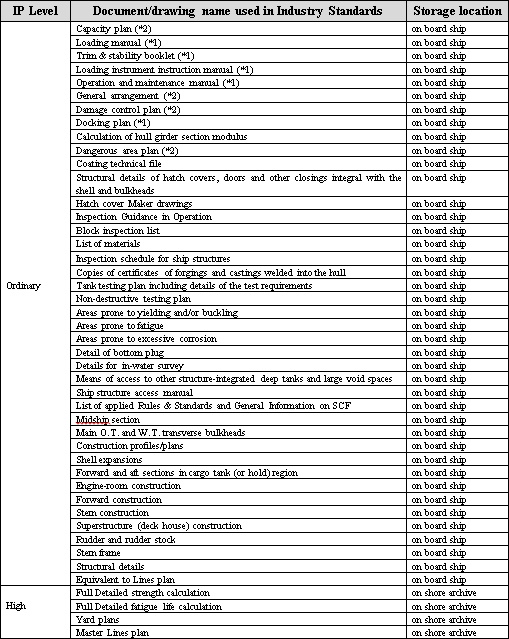 IP Level Document/drawing name used in Industry Standards Storage location
Capacity plan (*2) on board ship
Loading manual (*1) on board ship
Trim & stability booklet (*1) on board ship
Loading instrument instruction manual (*1) on board ship
Operation and maintenance manual (*1) on board ship
General arrangement (*2) on board ship
Damage control plan (*2) on board ship
Docking plan (*1) on board ship
Calculation of hull girder section modulus on board ship
Dangerous area plan (*2) on board ship
Coating technical file on board ship
Structural details of hatch covers, doors and other closings integral with the on board ship
shell and bulkheads
Hatch cover Maker drawings on board ship
Inspection Guidance in Operation on board ship
Block inspection list on board ship
List of materials on board ship
Inspection schedule for ship structures on board ship
Copies of certificates of forgings and castings welded into the hull on board ship
Ordinary Tank testing plan including details of the test requirements on board ship
Non-destructive testing plan on board ship
Areas prone to yielding and/or buckling on board ship
Areas prone to fatigue on board ship
Areas prone to excessive corrosion on board ship
Detail of bottom plug on board ship
Details for in-water survey on board ship
Means of access to other structure-integrated deep tanks and large void spaces on board ship
Ship structure access manual on board ship
List of applied Rules & Standards and General Information on SCF on board ship
Midship section on board ship
Main O.T. and W.T. transverse bulkheads on board ship
Construction profiles/plans on board ship
Shell expansions on board ship
Forward and aft sections in cargo tank (or hold) region on board ship
Engine-room construction on board ship
Forward construction on board ship
Stern construction on board ship
Superstructure (deck house) construction on board ship
Rudder and rudder stock on board ship
Stern frame on board ship
Structural details on board ship
Equivalent to Lines plan on board ship
Full Detailed strength calculation on shore archive
High Full Detailed fatigue life calculation on shore archive
Yard plans on shore archive
Master Lines plan on shore archive